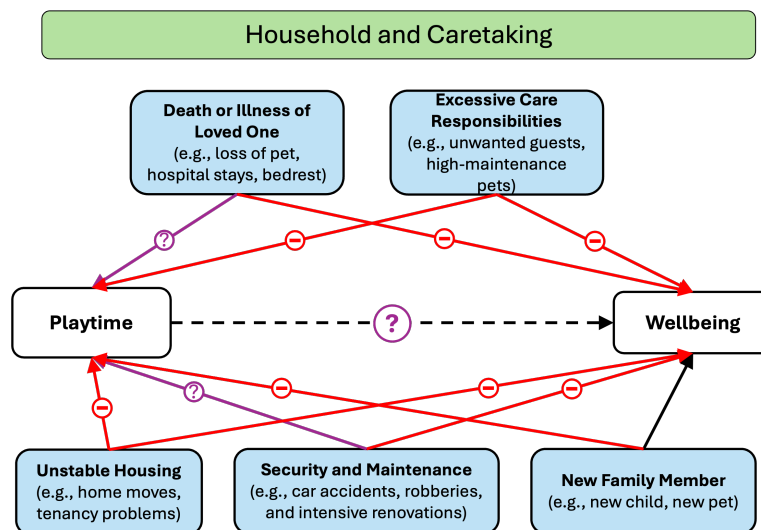 Household and Caretaking
Death or Illness of
Loved One
(e.g., loss of pet,
hospital stays, bedrest)
Excessive Care
Responsibilities
(e.g., unwanted guests,
high-maintenance
pets)
?
Playtime
?
Wellbeing
?
Unstable Housing
(e.g., home moves,
tenancy problems)
Security and Maintenance
(e.g., car accidents, robberies,
and intensive renovations)
New Family Member
(e.g., new child, new pet)